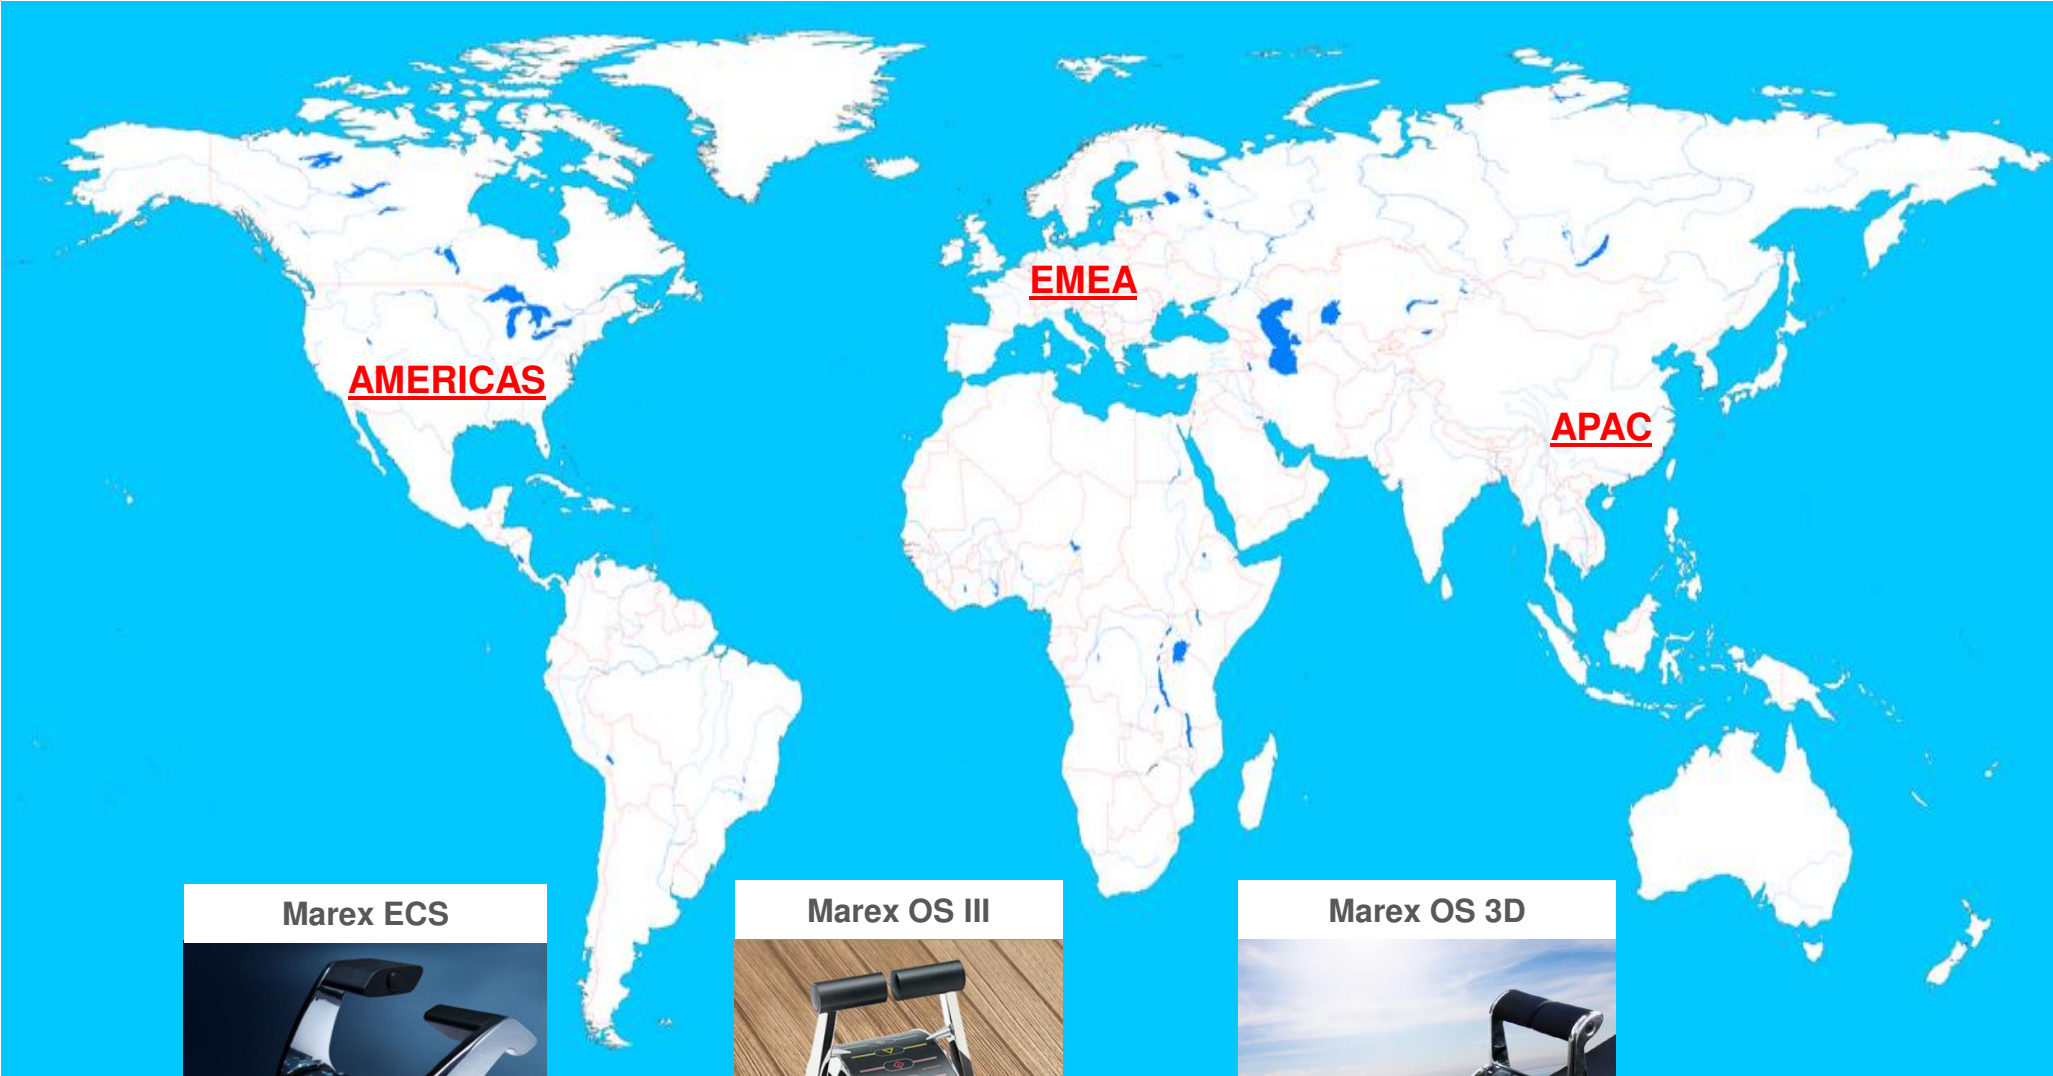 EMEA
AMERICAS
APAC
Marex ECS
Marex OS III
Marex OS 3D